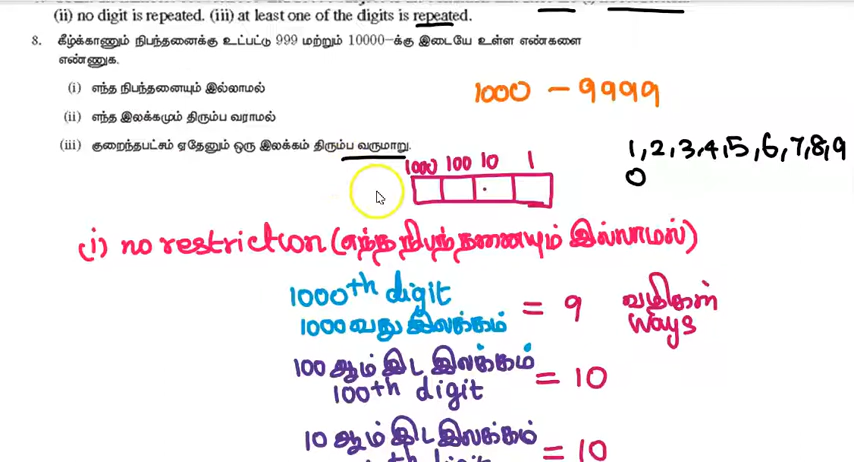 (ii) no digit is repeated. (iii) at least one of the digits is repeated.
8. கீழ்க்காணும் நிபந்தனைக்கு உட்பட்டு 999 மற்றும் 10000-க்கு இடையே உள்ள எண்களை
எண்ணுக.
(i) எந்த நிபந்தனையும் இல்லாமல்
1000 - 9999
(ii) எந்த இலக்கமும் திரும்ப வராமல்
(iii) குறைந்தபட்சம் ஏதேனும் ஒரு இலக்கம் திரும்ப வருமாறு.
1,2,3,4,5,6,7,8,9
0
1000 100 10 1
(i) no restriction (எந்த நிபந்தனையும் இல்லாமல்)
1000th digit
1000 வது இலக்கம் = 9 வழிகள்
ways
100 ஆம் இட இலக்கம்
100th digit = 10
10 ஆம் இட இலக்கம்
= 10